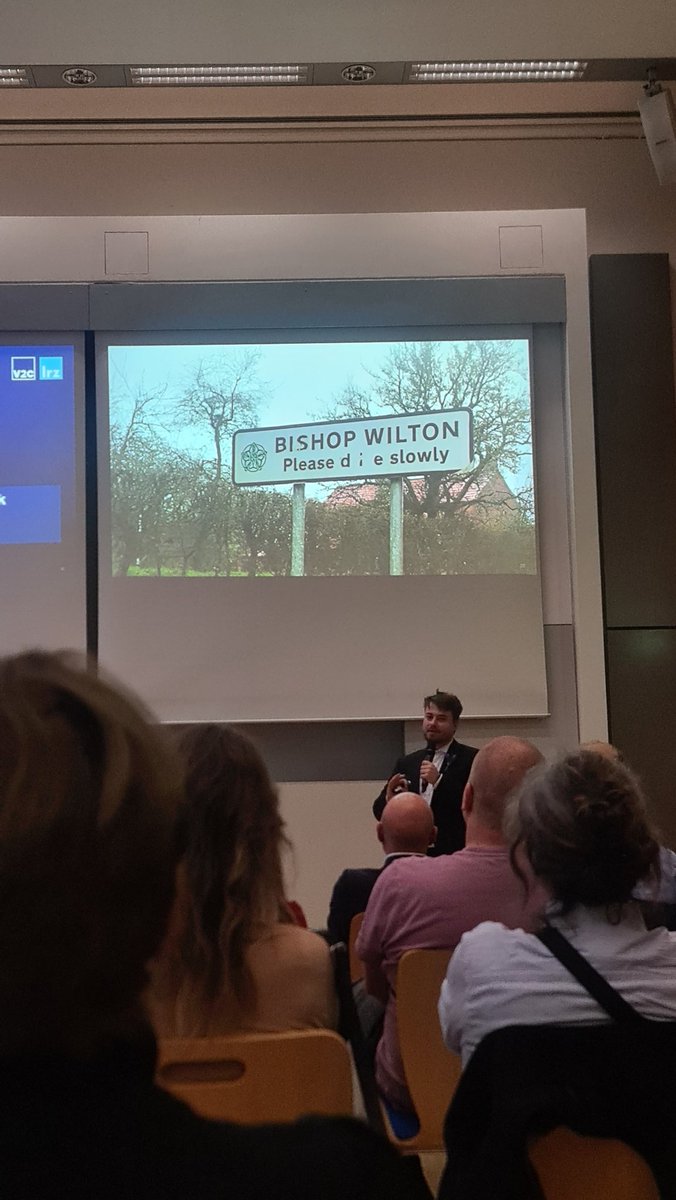 v2c lrz
k
BISHOP WILTON
Please d i e slowly